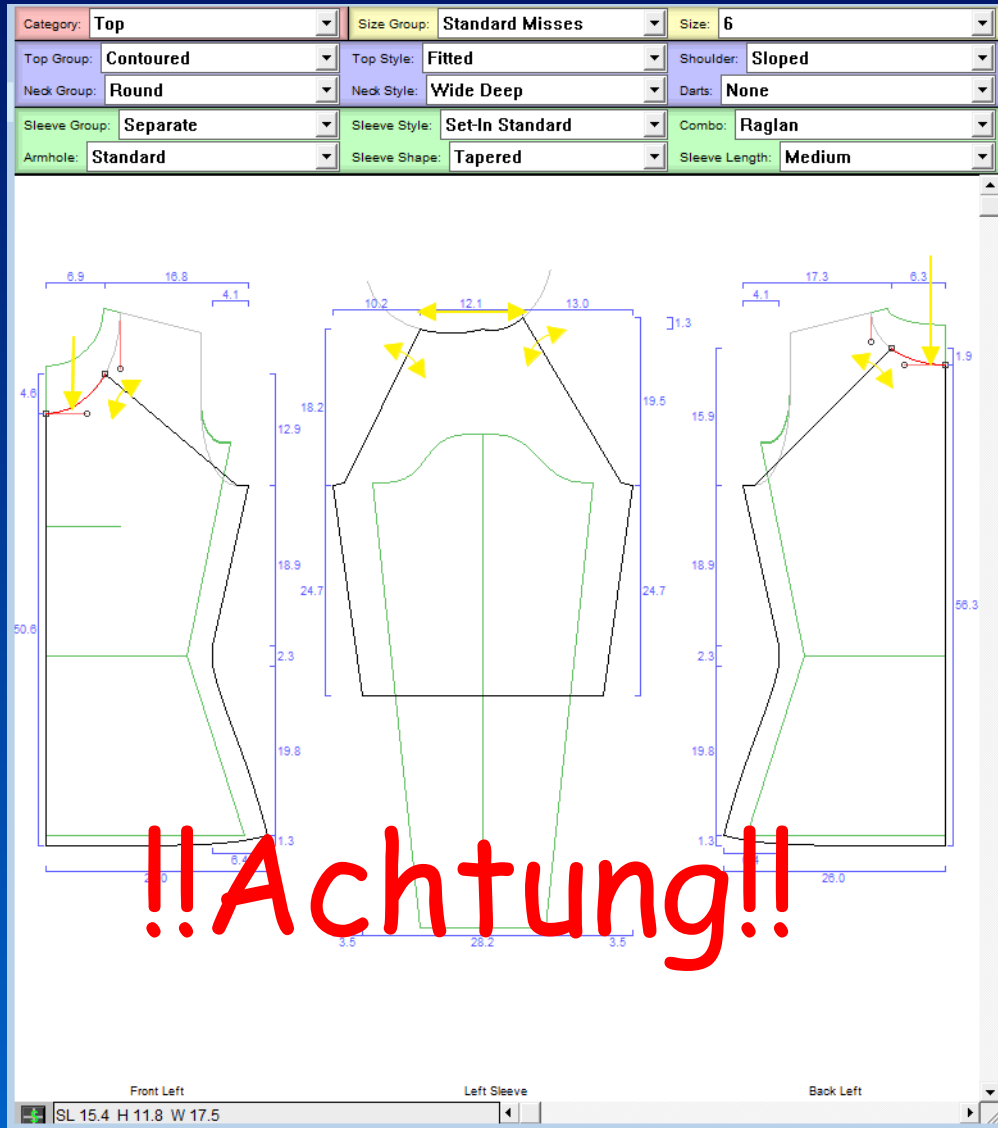 Category: Top Size Group: Standard Misses Size: 6
Top Group: Contoured Top Style: Fitted Shoulder: Sloped
Neck Group: Round Neck Style: Wide Deep Darts: None
Sleeve Group: Separate Sleeve Style: Set-In Standard Combo: Raglan
Armhole: Standard Sleeve Shape: Tapered Sleeve Length: Medium
6.9 16.8 17.3 6.3
4.1 4.1
10.2 12.1 13.0
1.3
1.9
4.6
18.2 19.5 15.9
12.9
18.9 18.9
24.7 24.7
56.3
50.6
2.3 2.3
19.8 19.8
1.3 1.3
!!Achtung!!
26.0
3.5 28.2 3.5
Front Left Left Sleeve Back Left
SL 15.4 H 11.8 W 17.5